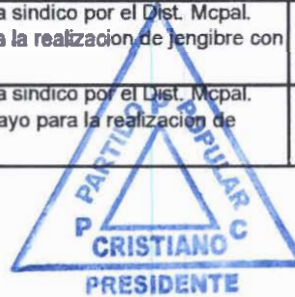 a sindico por el Dist. Mcpal.
a la realizacion de jengibre con
a sindico por el Dist. Mcpal.
ayo para la realización de
PARTIDO POPULAR
P C
CRISTIANO
PRESIDENTE